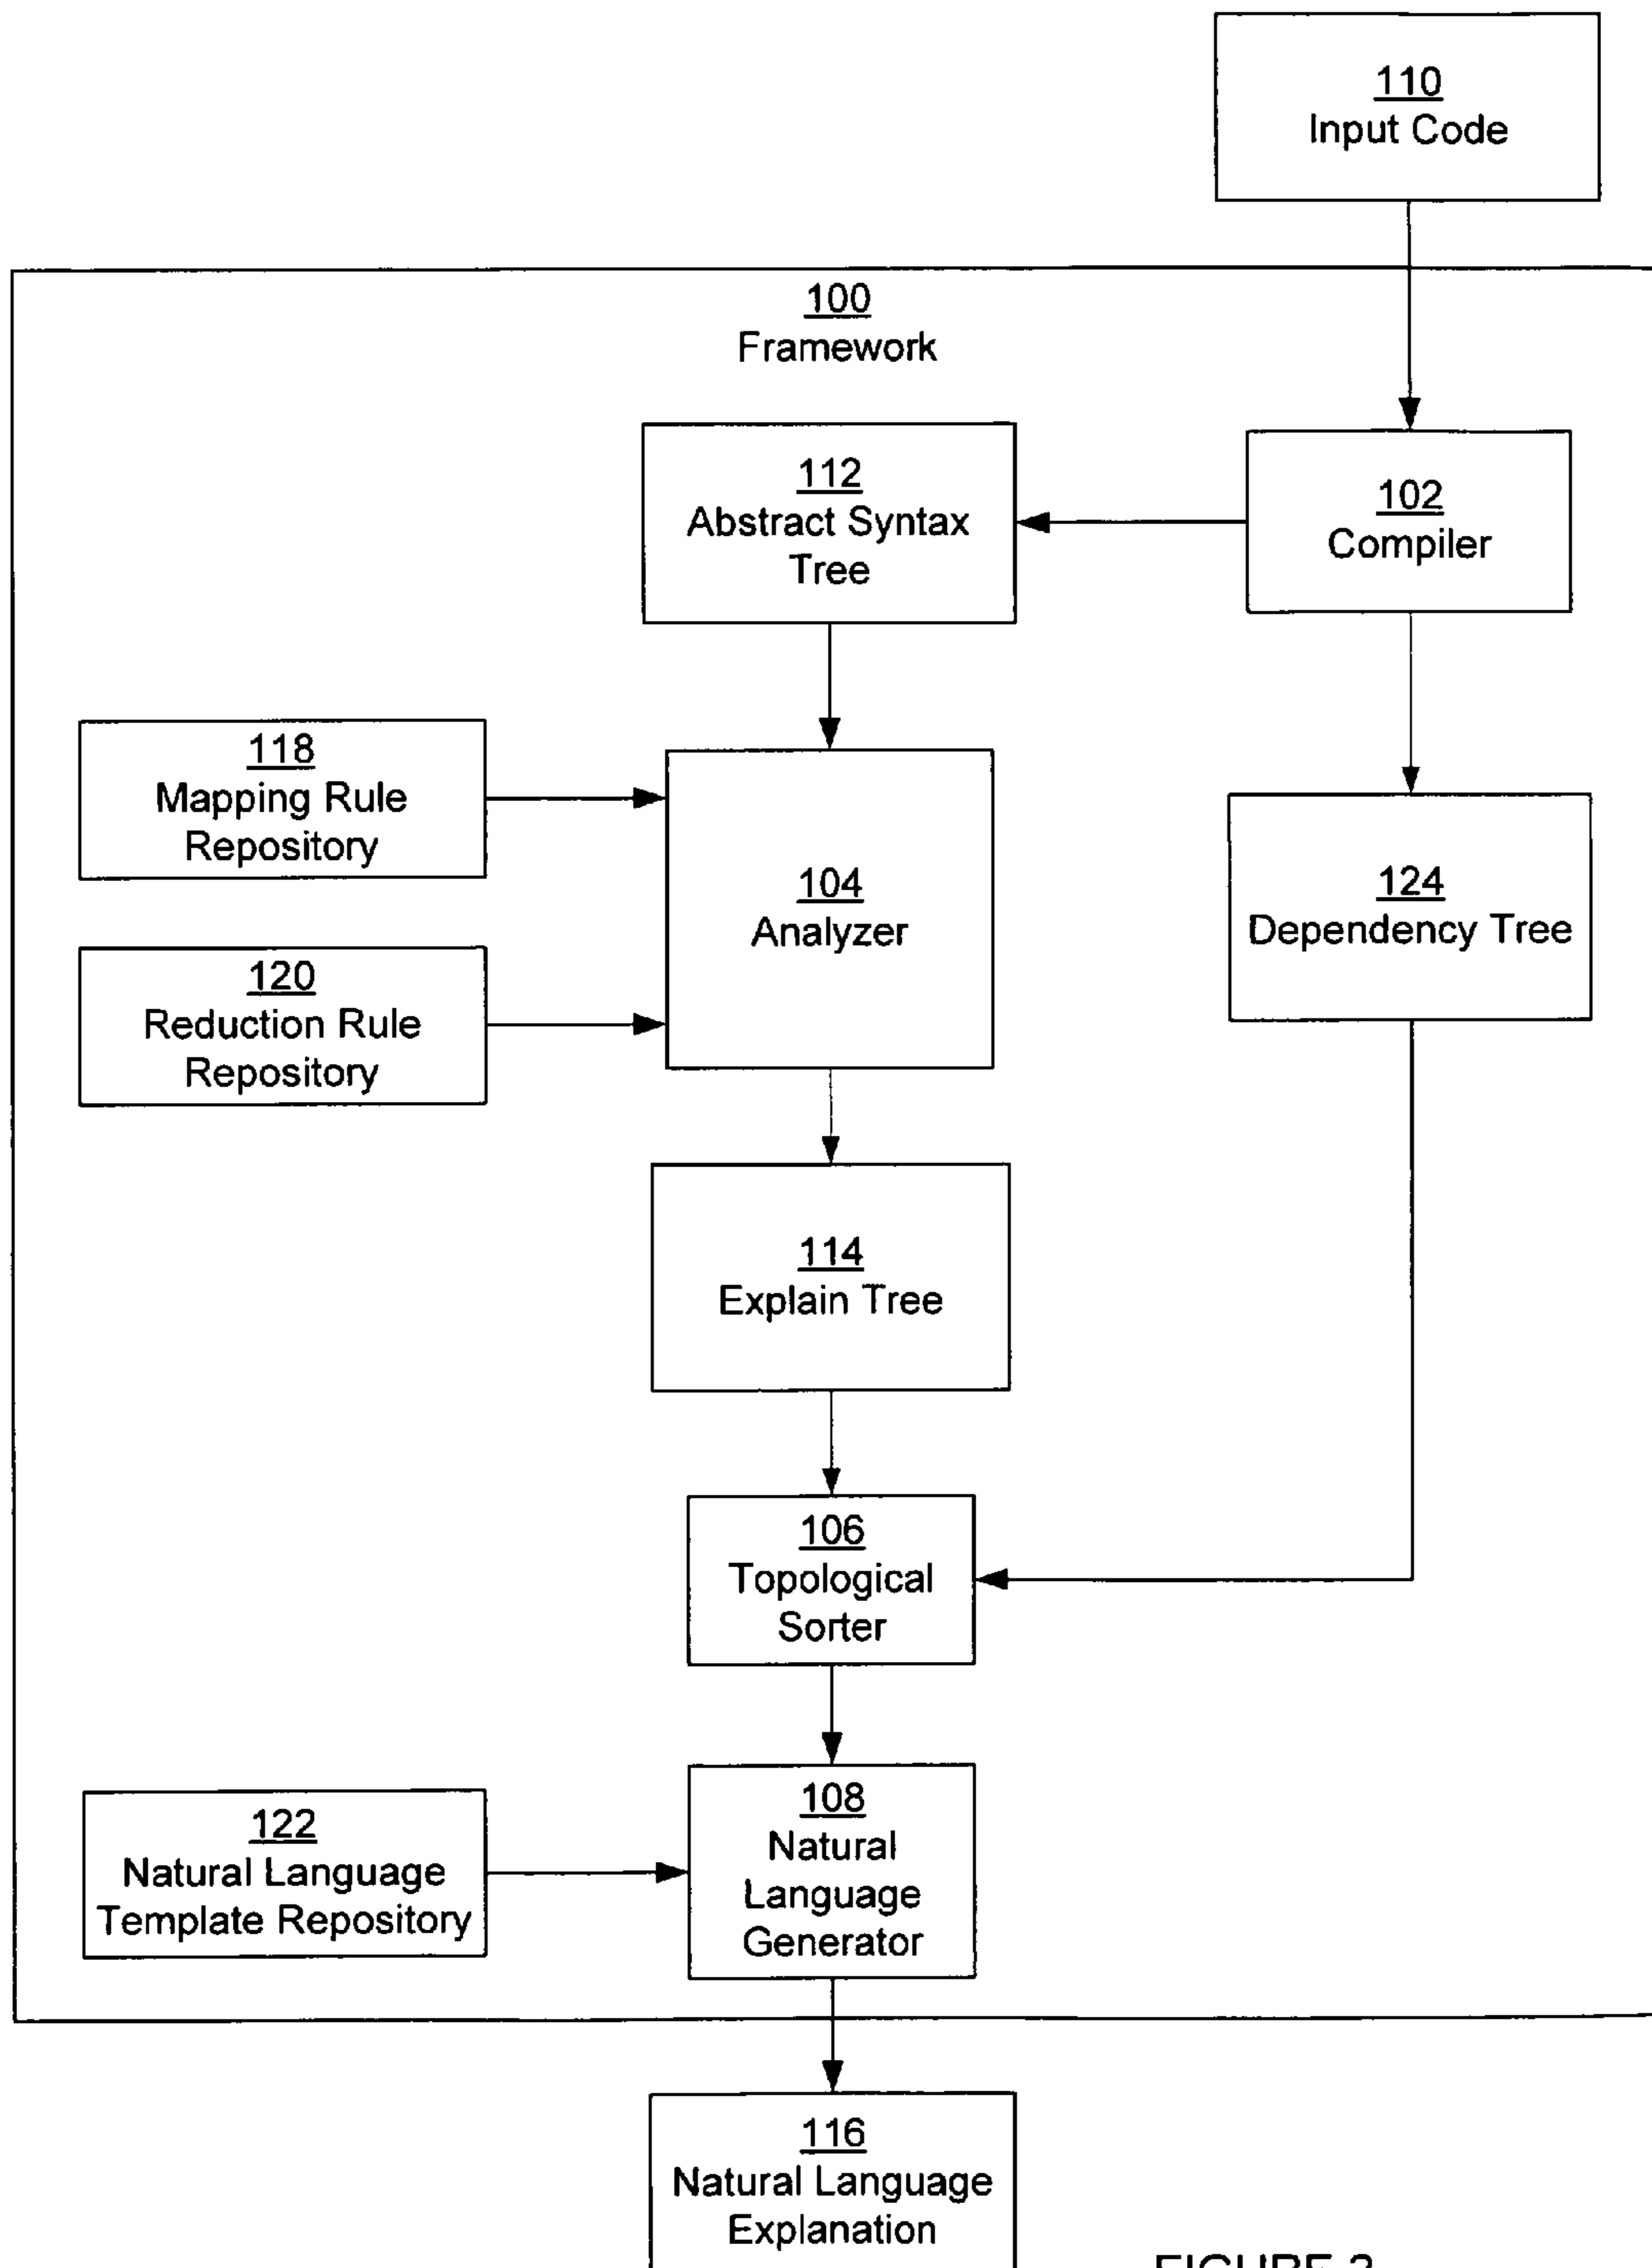 110
Input Code
100
Framework
112
Abstract Syntax
Tree
102
Compiler
118
Mapping Rule
Repository
104
Analyzer
124
Dependency Tree
120
Reduction Rule
Repository
114
Explain Tree
106
Topological
Sorter
108
Natural
Language
Generator
122
Natural Language
Template Repository
116
Natural Language
Explanation